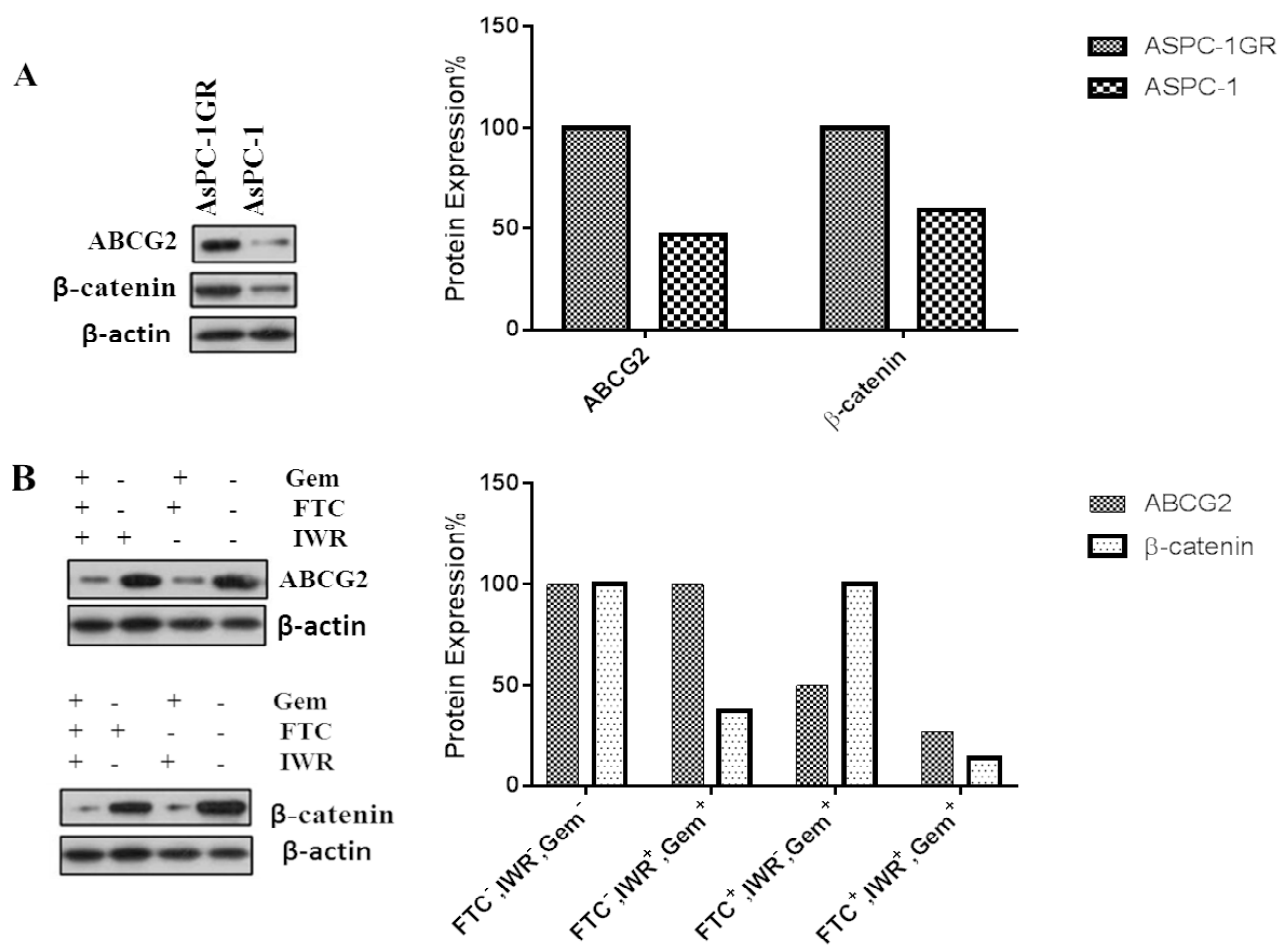 A
AsPC-1GR
AsPC-1
ABCG2
β-catenin
β-actin
Protein Expression%
150
100
50
0
ABCG2
β-catenin
ASPC-1GR
ASPC-1
B
+ - + - Gem
+ - + - FTC
+ + - - IWR
ABCG2
β-actin
+ - + - Gem
+ + - - FTC
+ - + - IWR
β-catenin
β-actin
Protein Expression%
150
100
50
0
FTC⁻,IWR⁻,Gem⁻
FTC⁻,IWR⁺,Gem⁺
FTC⁺,IWR⁻,Gem⁺
FTC⁺,IWR⁺,Gem⁺
ABCG2
β-catenin